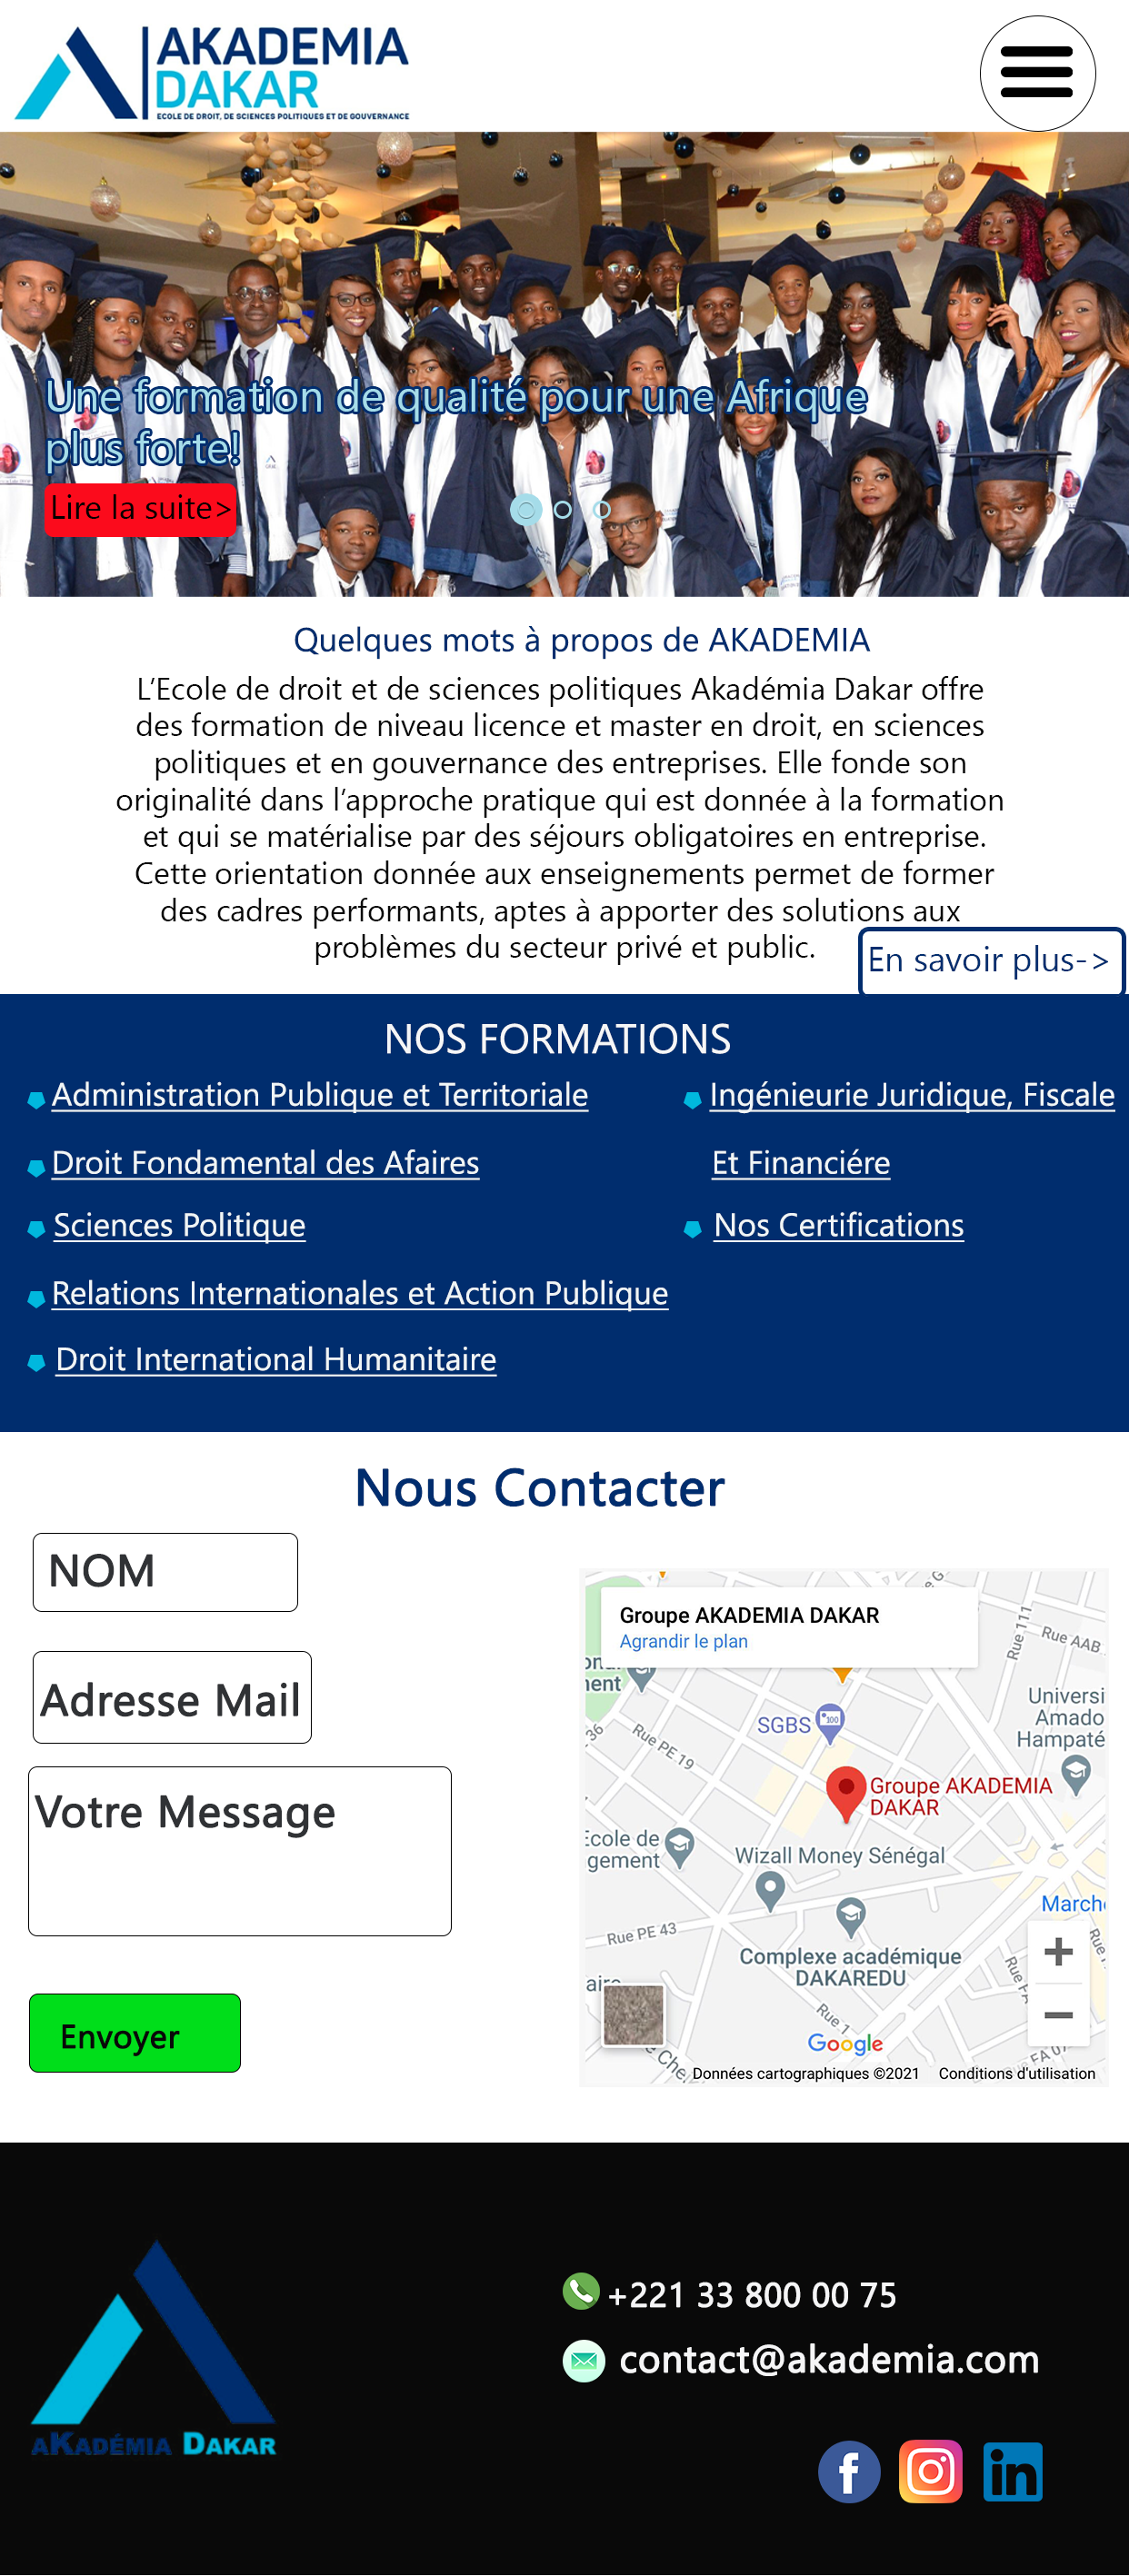 AKADEMIA
DAKAR
ECOLE DE DROIT, DE SCIENCES POLITIQUES ET DE GOUVERNANCE
Une formation de qualité pour une Afrique
plus forte!
Lire la suite>
Quelques mots à propos de AKADEMIA
L’Ecole de droit et de sciences politiques Akadémia Dakar offre
des formation de niveau licence et master en droit, en sciences
politiques et en gouvernance des entreprises. Elle fonde son
originalité dans l’approche pratique qui est donnée à la formation
et qui se matérialise par des séjours obligatoires en entreprise.
Cette orientation donnée aux enseignements permet de former
des cadres performants, aptes à apporter des solutions aux
problèmes du secteur privé et public.
En savoir plus->
NOS FORMATIONS
Administration Publique et Territoriale
Droit Fondamental des Afaires
Sciences Politique
Relations Internationales et Action Publique
Droit International Humanitaire
Ingénieurie Juridique, Fiscale
Et Financiére
Nos Certifications
Nous Contacter
NOM
Adresse Mail
Votre Message
Envoyer
Groupe AKADEMIA DAKAR
Agrandir le plan
Rue 111
Rue AAB
Universi
Amado
Hampaté
SGBS
100
36
Rue PE 19
Groupe AKADEMIA
DAKAR
Ecole de
gement
Wizall Money Sénégal
March
Rue PE 43
Complexe académique
DAKAREDU
Rue 1
Google
Rue FA 07
Données cartographiques ©2021
Conditions d'utilisation
+221 33 800 00 75
contact@akademia.com
AKADÉMIA DAKAR
f
in